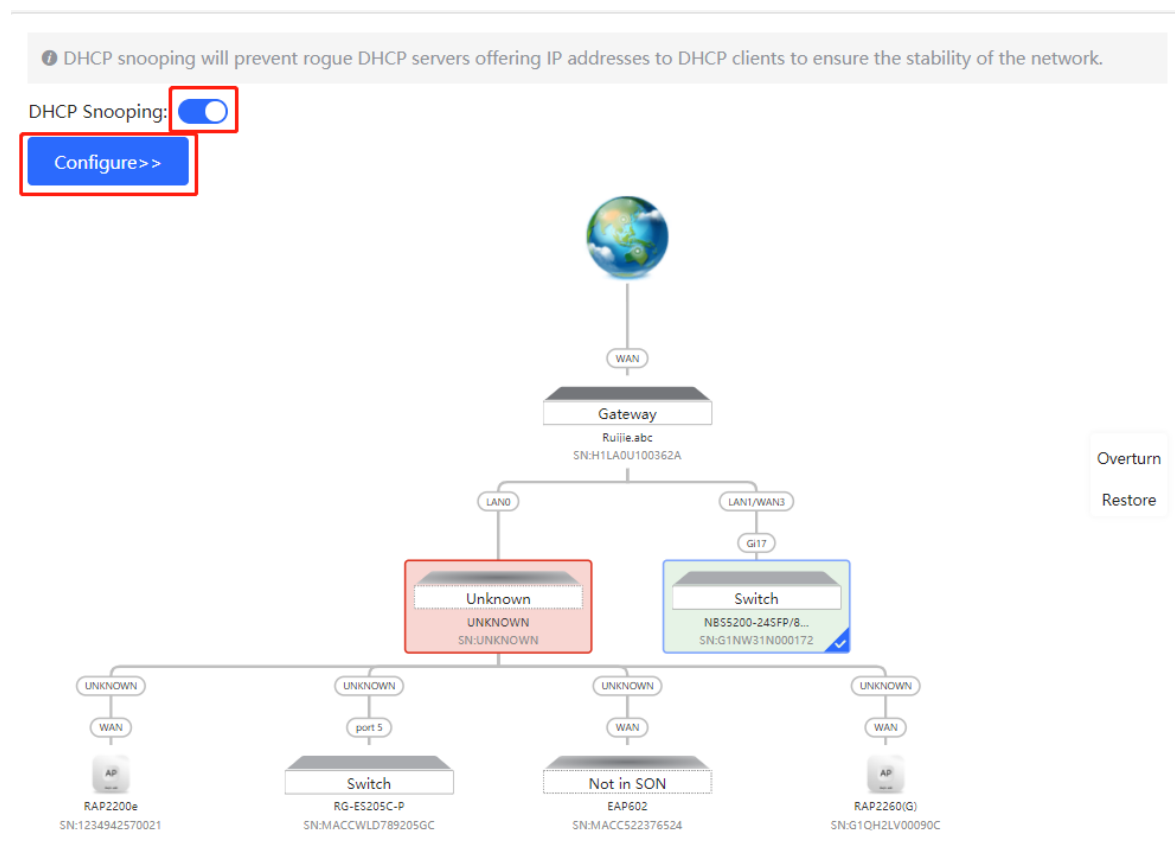 DHCP snooping will prevent rogue DHCP servers offering IP addresses to DHCP clients to ensure the stability of the network.
DHCP Snooping:
Configure>>
WAN
Gateway
Ruijie.abc
SN:H1LA0U100362A
Overturn
Restore
LAN0
LAN1/WAN3
Gi17
Unknown
UNKNOWN
SN:UNKNOWN
Switch
NBS5200-24SFP/8...
SN:G1NW31N000172
UNKNOWN
UNKNOWN
UNKNOWN
UNKNOWN
WAN
port 5
WAN
WAN
AP
RAP2200e
SN:1234942570021
Switch
RG-ES205C-P
SN:MACCWLD789205GC
Not in SON
EAP602
SN:MACC522376524
AP
RAP2260(G)
SN:G1QH2LV00090C